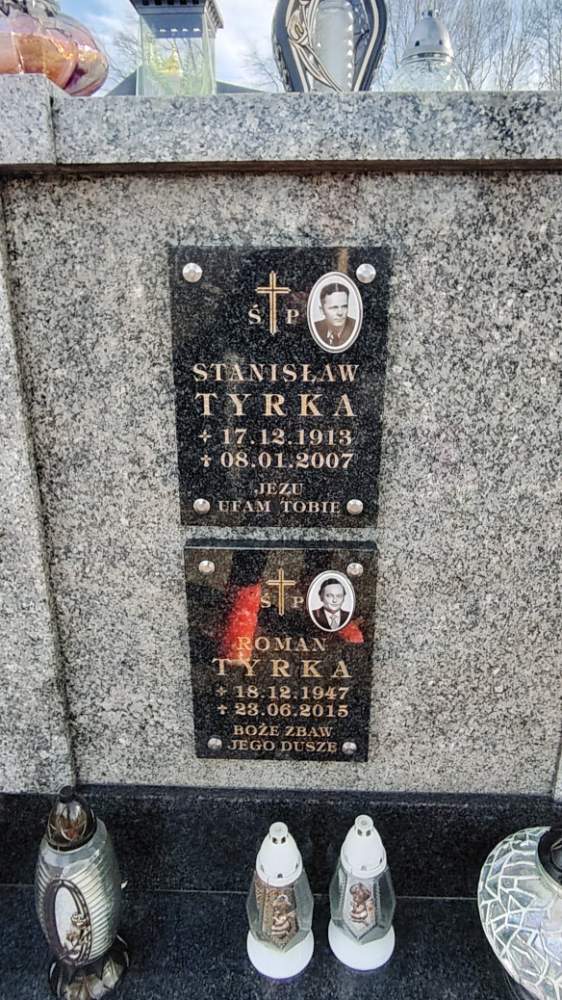 Ś P
STANISŁAW
TYRKA
17.12.1913
08.01.2007
JEZU
UFAM TOBIE
Ś P
ROMAN
TYRKA
18.12.1947
23.06.2015
BOŻE ZBAW
JEGO DUSZĘ